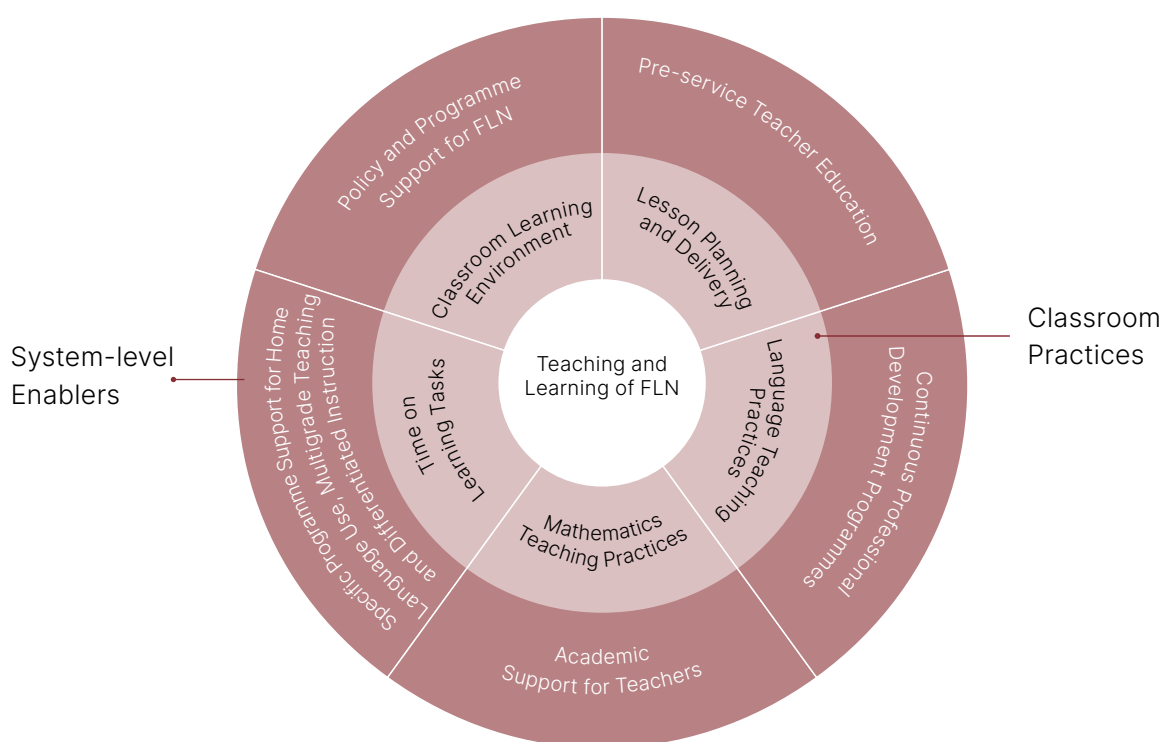 Policy and Programme
Support for FLN
Pre-service Teacher Education
Classroom Learning
Environment
Lesson Planning
and Delivery
System-level
Enablers
Specific Programme Support for Home
Language Use, Multigrade Teaching
and Differentiated Instruction
Time on
Learning Tasks
Teaching and
Learning of FLN
Language Teaching
Practices
Continuous Professional
Development Programmes
Classroom
Practices
Mathematics
Teaching Practices
Academic
Support for Teachers